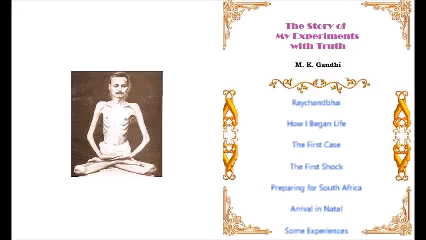 The Story of
My Experiments
with Truth
M. K. Gandhi
Raychandbhai
How I Began Life
The First Case
The First Shock
Preparing for South Africa
Arrival in Natal
Some Experiences